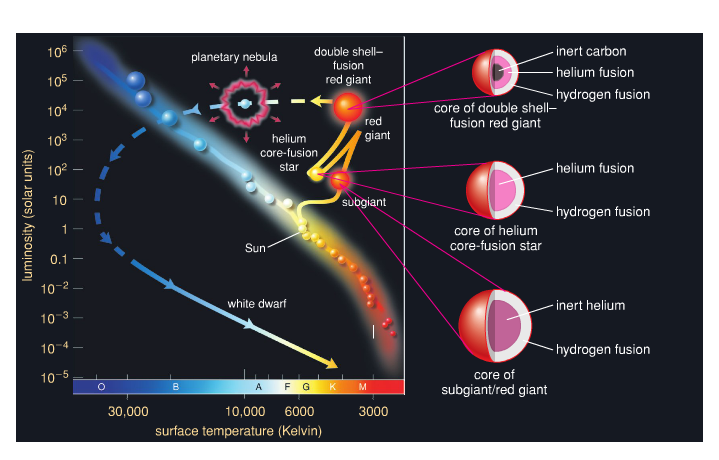 planetary nebula
double shell–
fusion
red giant
red
giant
helium
core-fusion
star
subgiant
Sun
white dwarf
luminosity (solar units)
10⁶
10⁵
10⁴
10³
10²
10
1
0.1
10⁻²
10⁻³
10⁻⁴
10⁻⁵
O B A F G K M
30,000 10,000 6000 3000
surface temperature (Kelvin)
inert carbon
helium fusion
hydrogen fusion
core of double shell–
fusion red giant
helium fusion
hydrogen fusion
core of helium
core-fusion star
inert helium
hydrogen fusion
core of
subgiant/red giant